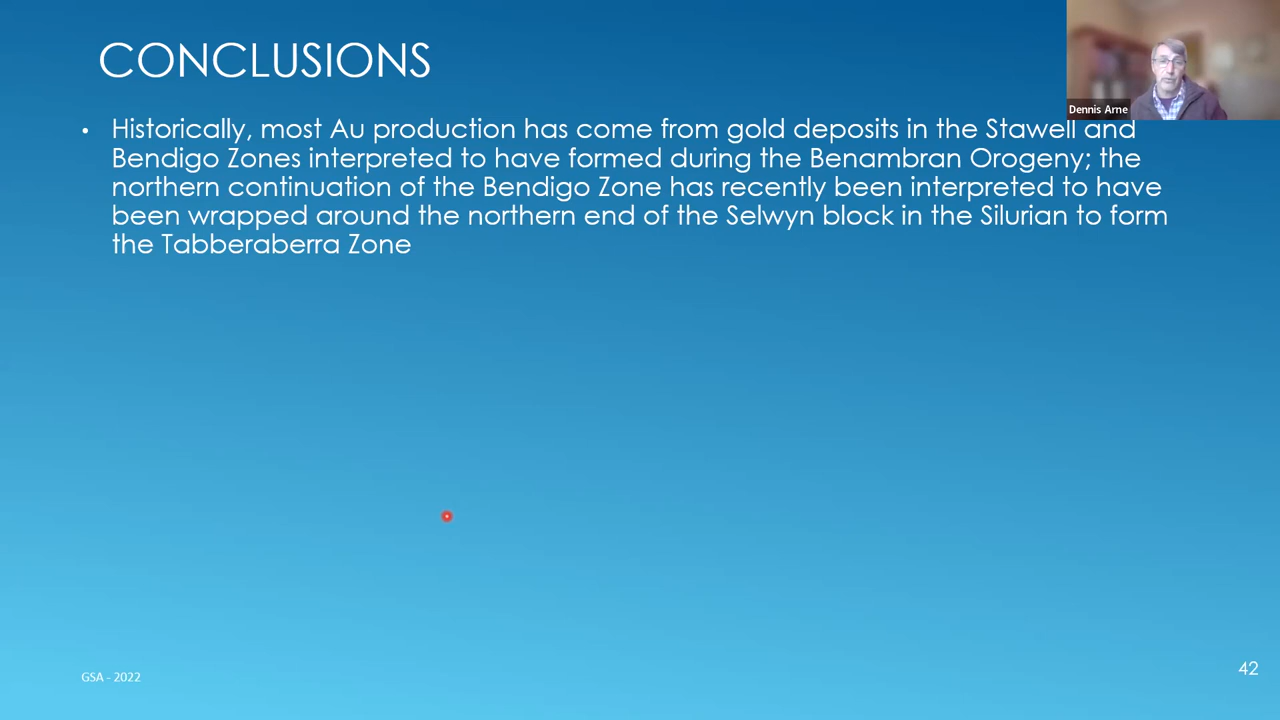 CONCLUSIONS
Dennis Arne
• Historically, most Au production has come from gold deposits in the Stawell and
Bendigo Zones interpreted to have formed during the Benambran Orogeny; the
northern continuation of the Bendigo Zone has recently been interpreted to have
been wrapped around the northern end of the Selwyn block in the Silurian to form
the Tabberaberra Zone
GSA - 2022
42